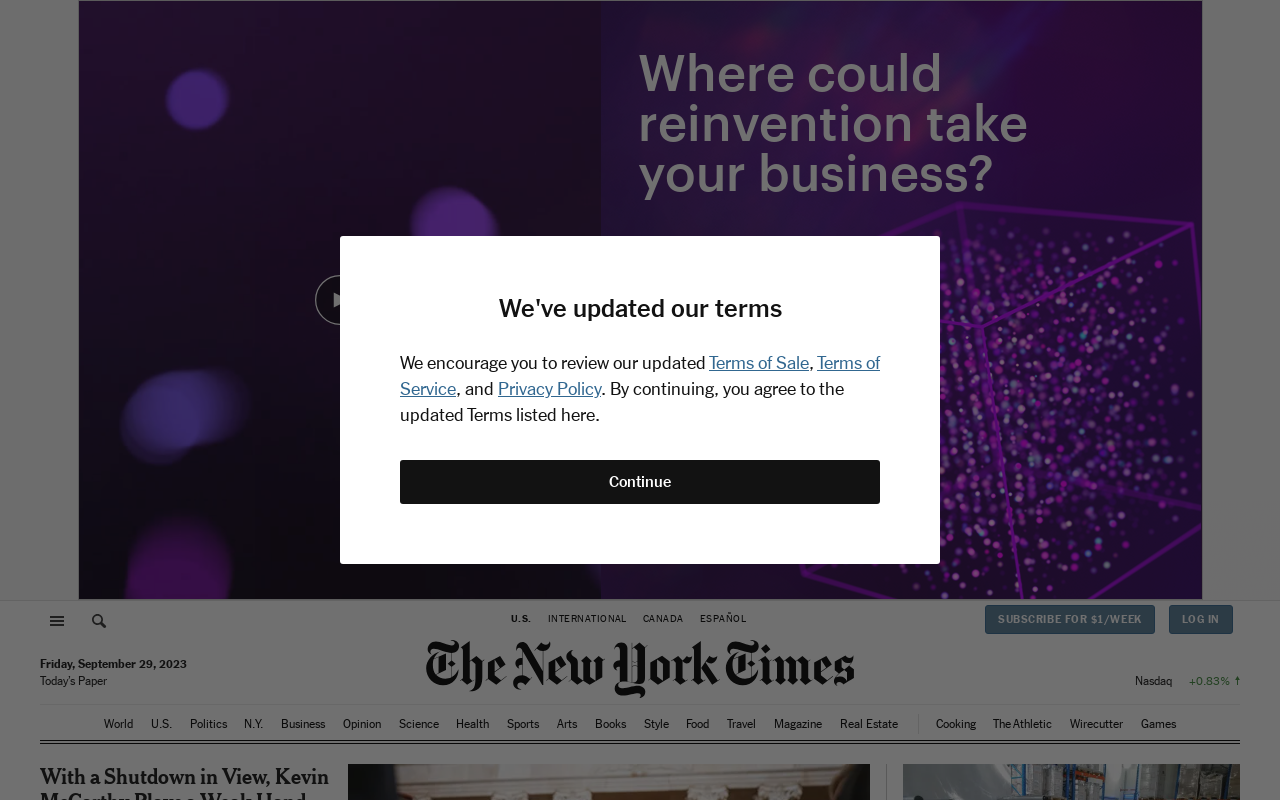 Where could
reinvention take
your business?
We've updated our terms
We encourage you to review our updated Terms of Sale, Terms of
Service, and Privacy Policy. By continuing, you agree to the
updated Terms listed here.
Continue
U.S. INTERNATIONAL CANADA ESPAÑOL
SUBSCRIBE FOR $1/WEEK LOG IN
Friday, September 29, 2023
Today's Paper
The New York Times
Nasdaq +0.83% ↑
World U.S. Politics N.Y. Business Opinion Science Health Sports Arts Books Style Food Travel Magazine Real Estate Cooking The Athletic Wirecutter Games
With a Shutdown in View, Kevin
McCarthy Plays a Weak Hand